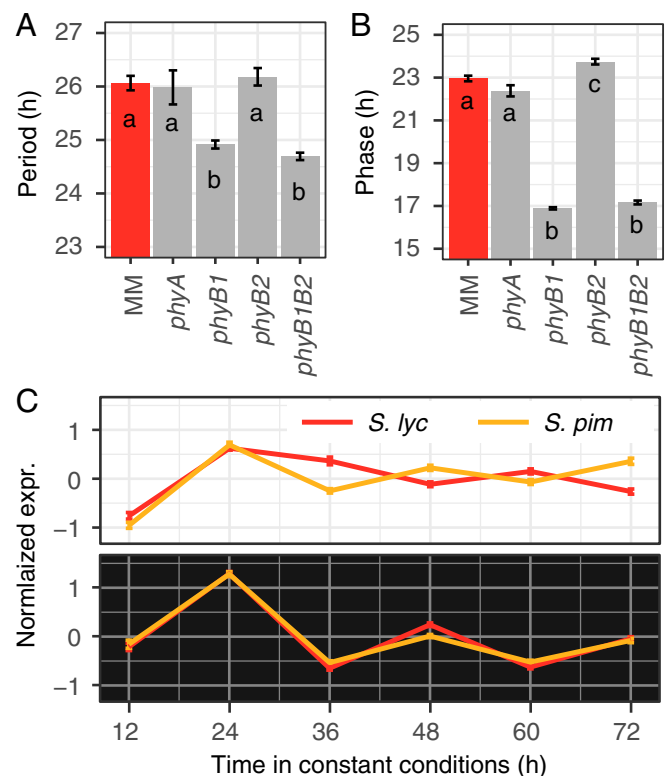 A
Period (h)
27
26
25
24
23
a
a
b
a
b
MM
phyA
phyB1
phyB2
phyB1B2
B
Phase (h)
25
23
21
19
17
15
a
a
b
c
b
MM
phyA
phyB1
phyB2
phyB1B2
C
S. lyc
S. pim
Normlaized expr.
1
0
−1
1
0
−1
12
24
36
48
60
72
Time in constant conditions (h)